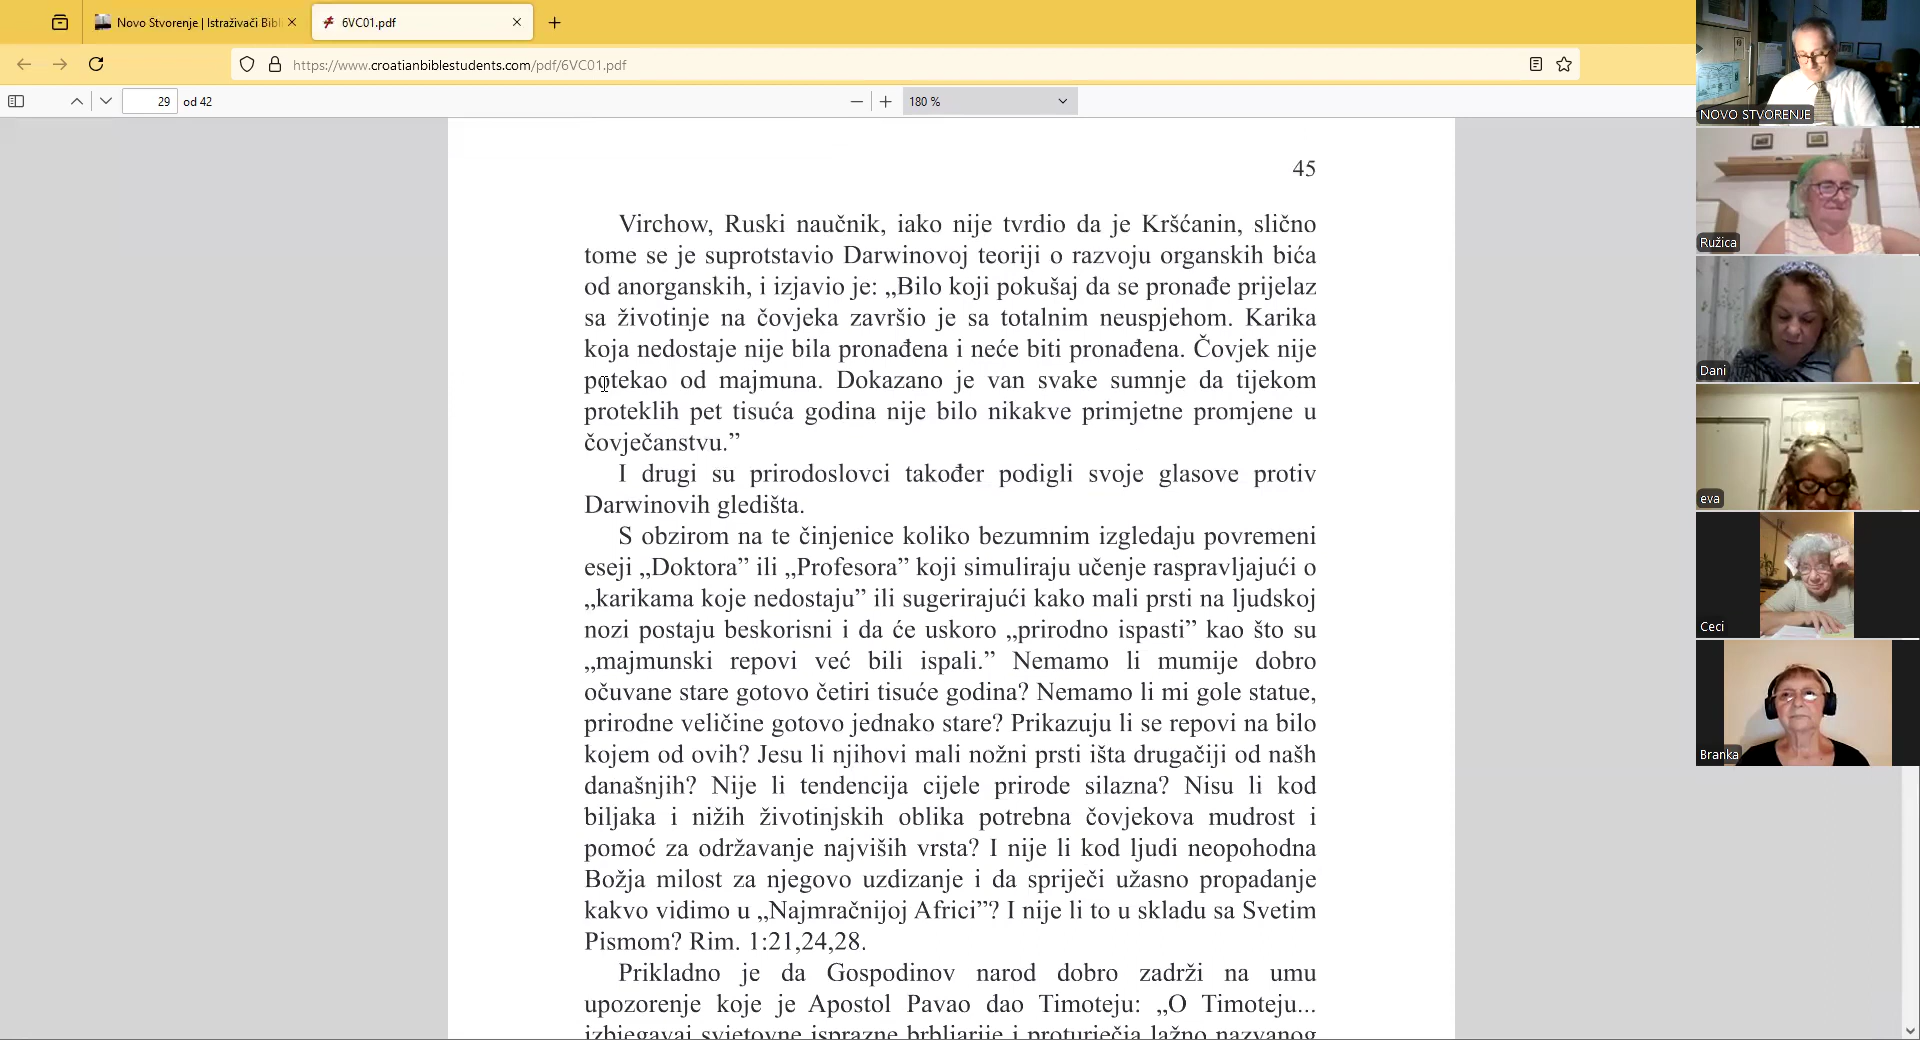 Novo Stvorenje | Istraživači Bibl
6VC01.pdf
https://www.croatianbiblestudents.com/pdf/6VC01.pdf
29 od 42
180 %
45
Virchow, Ruski naučnik, iako nije tvrdio da je Kršćanin, slično
tome se je suprotstavio Darwinovoj teoriji o razvoju organskih bića
od anorganskih, i izjavio je: „Bilo koji pokušaj da se pronađe prijelaz
sa životinje na čovjeka završio je sa totalnim neuspjehom. Karika
koja nedostaje nije bila pronađena i neće biti pronađena. Čovjek nije
potekao od majmuna. Dokazano je van svake sumnje da tijekom
proteklih pet tisuća godina nije bilo nikakve primjetne promjene u
čovječanstvu.”
I drugi su prirodoslovci također podigli svoje glasove protiv
Darwinovih gledišta.
S obzirom na te činjenice koliko bezumnim izgledaju povremeni
eseji „Doktora” ili „Profesora” koji simuliraju učenje raspravljajući o
„karikama koje nedostaju” ili sugerirajući kako mali prsti na ljudskoj
nozi postaju beskorisni i da će uskoro „prirodno ispasti” kao što su
„majmunski repovi već bili ispali.” Nemamo li mumije dobro
očuvane stare gotovo četiri tisuće godina? Nemamo li mi gole statue,
prirodne veličine gotovo jednako stare? Prikazuju li se repovi na bilo
kojem od ovih? Jesu li njihovi mali nožni prsti išta drugačiji od našh
današnjih? Nije li tendencija cijele prirode silazna? Nisu li kod
biljaka i nižih životinjskih oblika potrebna čovjekova mudrost i
pomoć za održavanje najviših vrsta? I nije li kod ljudi neopohodna
Božja milost za njegovo uzdizanje i da spriječi užasno propadanje
kakvo vidimo u „Najmračnijoj Africi”? I nije li to u skladu sa Svetim
Pismom? Rim. 1:21,24,28.
Prikladno je da Gospodinov narod dobro zadrži na umu
upozorenje koje je Apostol Pavao dao Timoteju: „O Timoteju...
izbjegavaj svjetovne isprazne brbljarije i proturječja lažno nazvanog
NOVO STVORENJE
Ružica
Dani
eva
Ceci
Branka